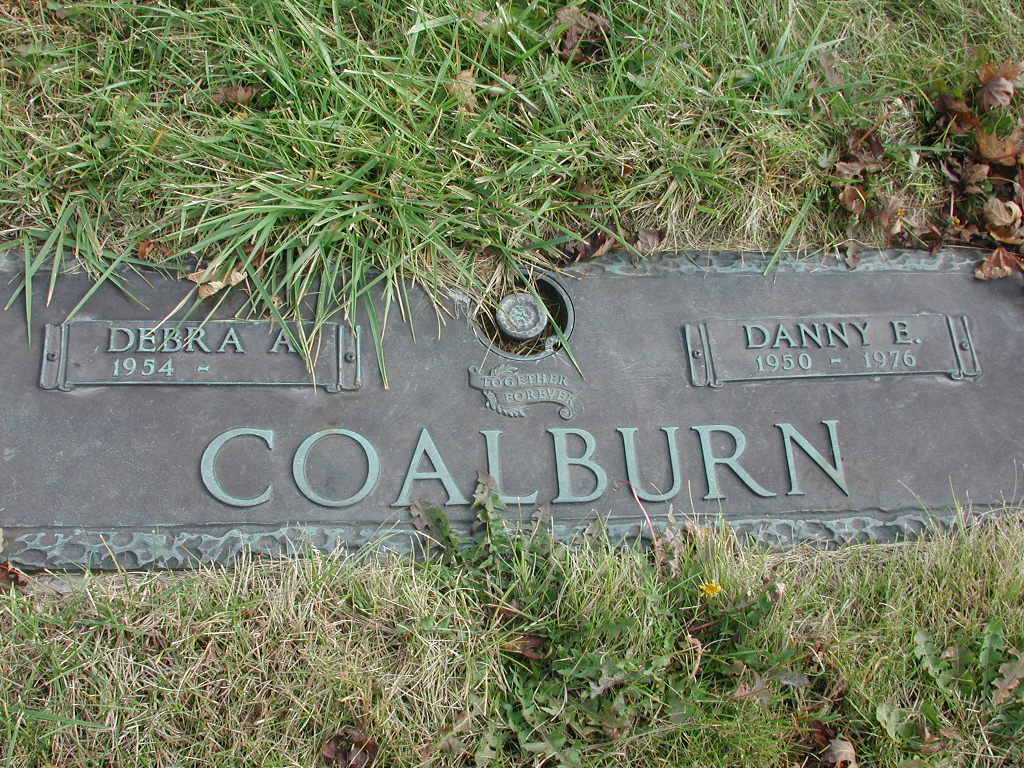 DEBRA A
1954 -
TOGETHER
FOREVER
DANNY E.
1950 - 1976
COALBURN